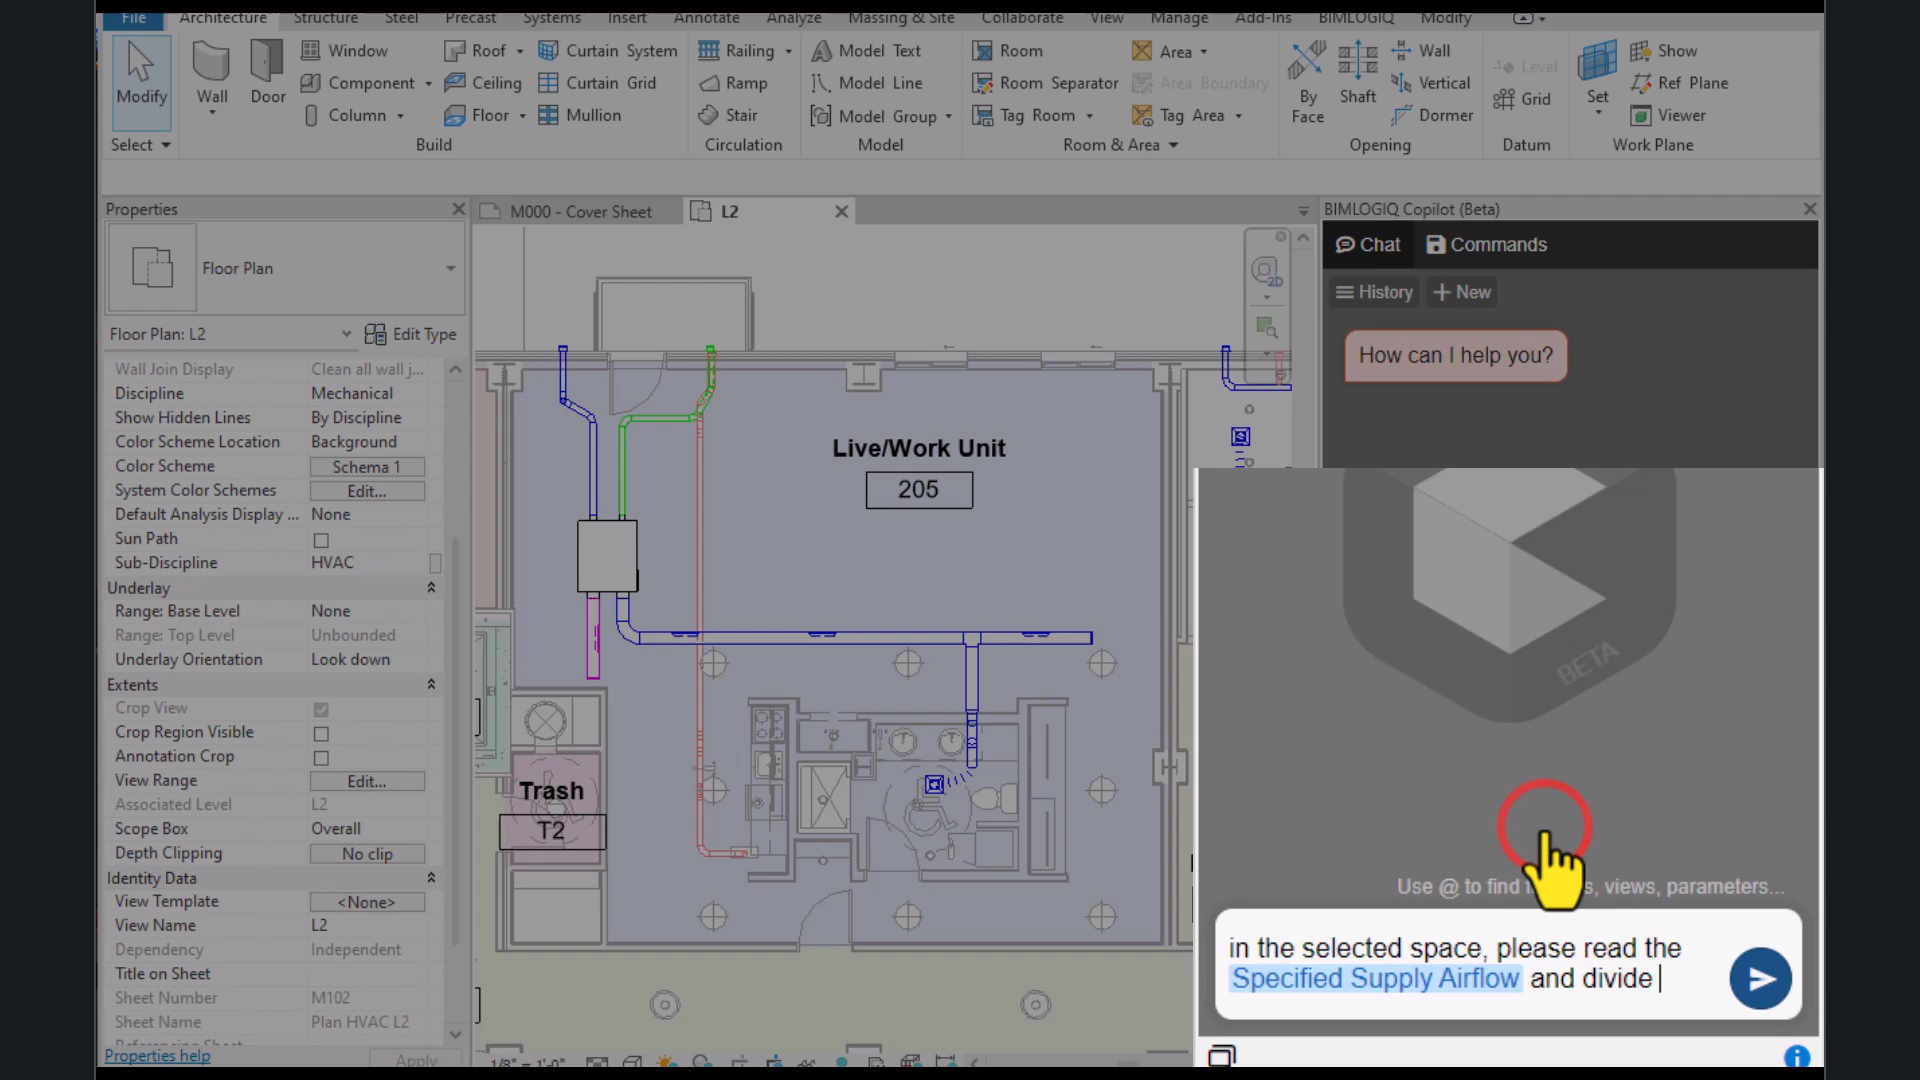 File Architecture Structure Steel Precast Systems Insert Annotate Analyze Massing & Site Collaborate View Manage Add-Ins BIMLOGIQ Modify
Modify
Select
Wall
Door
Window
Component
Column
Roof
Ceiling
Floor
Curtain System
Curtain Grid
Mullion
Build
Railing
Ramp
Stair
Circulation
Model Text
Model Line
Model Group
Model
Room
Room Separator
Tag Room
Area
Area Boundary
Tag Area
Room & Area
By Face
Shaft
Wall
Vertical
Dormer
Opening
Level
Grid
Datum
Set
Show
Ref Plane
Viewer
Work Plane
Properties
Floor Plan
Floor Plan: L2 Edit Type
Wall Join Display Clean all wall j...
Discipline Mechanical
Show Hidden Lines By Discipline
Color Scheme Location Background
Color Scheme Schema 1
System Color Schemes Edit...
Default Analysis Display ... None
Sun Path
Sub-Discipline HVAC
Underlay
Range: Base Level None
Range: Top Level Unbounded
Underlay Orientation Look down
Extents
Crop View
Crop Region Visible
Annotation Crop
View Range Edit...
Associated Level L2
Scope Box Overall
Depth Clipping No clip
Identity Data
View Template <None>
View Name L2
Dependency Independent
Title on Sheet
Sheet Number M102
Sheet Name Plan HVAC L2
Referencing Sheet
Properties help Apply
M000 - Cover Sheet
L2
2D
Live/Work Unit
205
Trash
T2
1/8" = 1'-0"
BIMLOGIQ Copilot (Beta)
Chat Commands
History + New
How can I help you?
BETA
Use @ to find s, views, parameters...
in the selected space, please read the
Specified Supply Airflow and divide